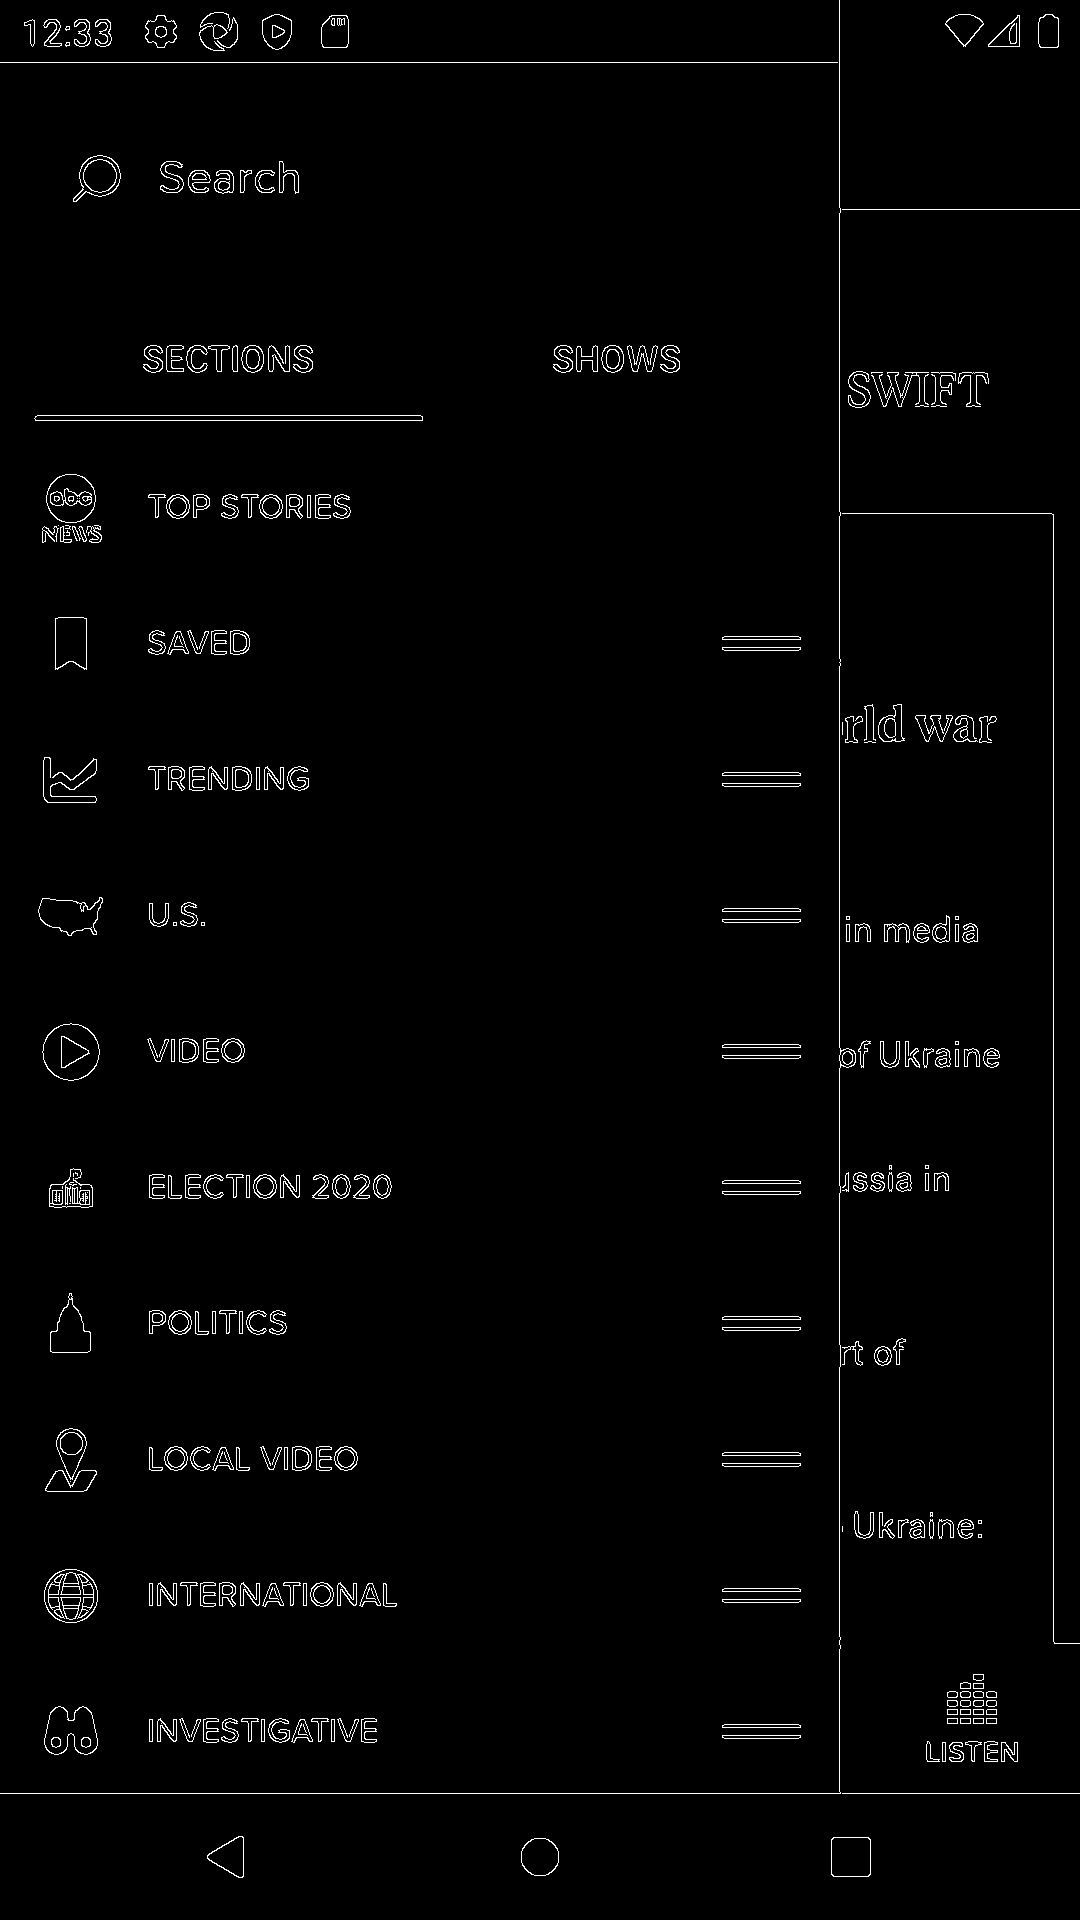 12:33
Search
SECTIONS
SHOWS
SWIFT
abc
NEWS
TOP STORIES
SAVED
rld war
TRENDING
U.S.
in media
VIDEO
of Ukraine
ELECTION 2020
ussia in
POLITICS
rt of
LOCAL VIDEO
Ukraine:
INTERNATIONAL
INVESTIGATIVE
LISTEN